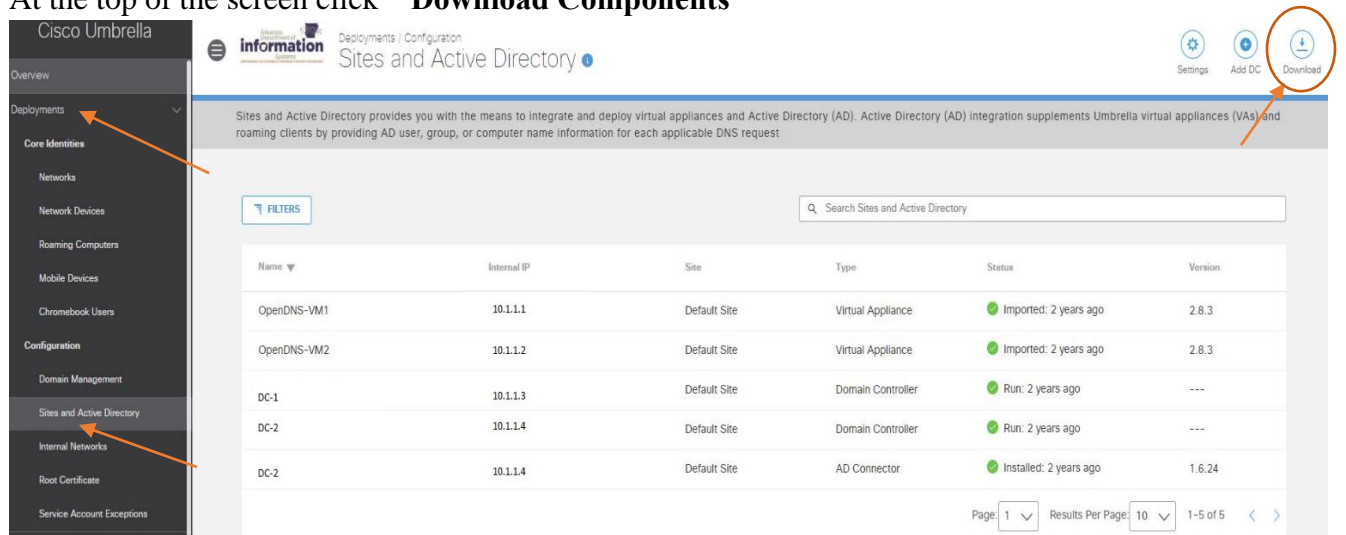 At the top of the screen click "Download Components"
Cisco Umbrella
Overview
Deployments
Core Identities
Networks
Network Devices
Roaming Computers
Mobile Devices
Chromebook Users
Configuration
Domain Management
Sites and Active Directory
Internal Networks
Root Certificate
Service Account Exceptions
Arkansas
Department of
information
Systems
Deployments / Configuration
Sites and Active Directory
Settings
Add DC
Download
Sites and Active Directory provides you with the means to integrate and deploy virtual appliances and Active Directory (AD). Active Directory (AD) integration supplements Umbrella virtual appliances (VAs) and
roaming clients by providing AD user, group, or computer name information for each applicable DNS request
FILTERS
Search Sites and Active Directory
Name Internal IP Site Type Status Version
OpenDNS-VM1 10.1.1.1 Default Site Virtual Appliance Imported: 2 years ago 2.8.3
OpenDNS-VM2 10.1.1.2 Default Site Virtual Appliance Imported: 2 years ago 2.8.3
DC-1 10.1.1.3 Default Site Domain Controller Run: 2 years ago ---
DC-2 10.1.1.4 Default Site Domain Controller Run: 2 years ago ---
DC-2 10.1.1.4 Default Site AD Connector Installed: 2 years ago 1.6.24
Page: 1 Results Per Page: 10 1-5 of 5 < >